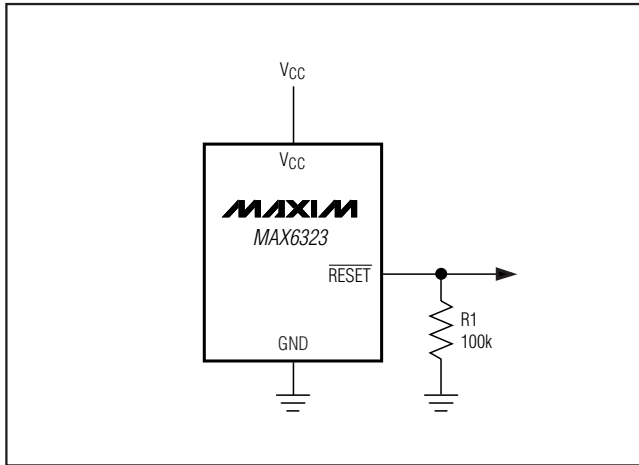 VCC
VCC
MAXIM
MAX6323
RESET
R1
100k
GND